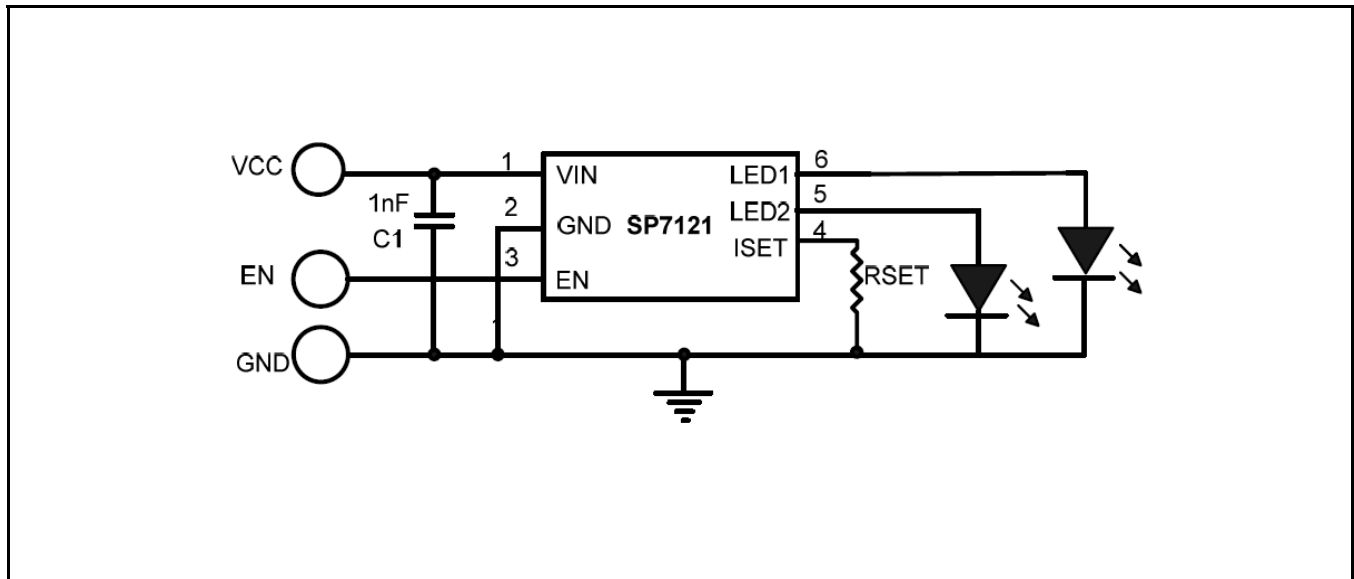 VCC
1nF
C1
EN
GND
1
2
3
VIN
GND
EN
SP7121
LED1
LED2
ISET
6
5
4
RSET